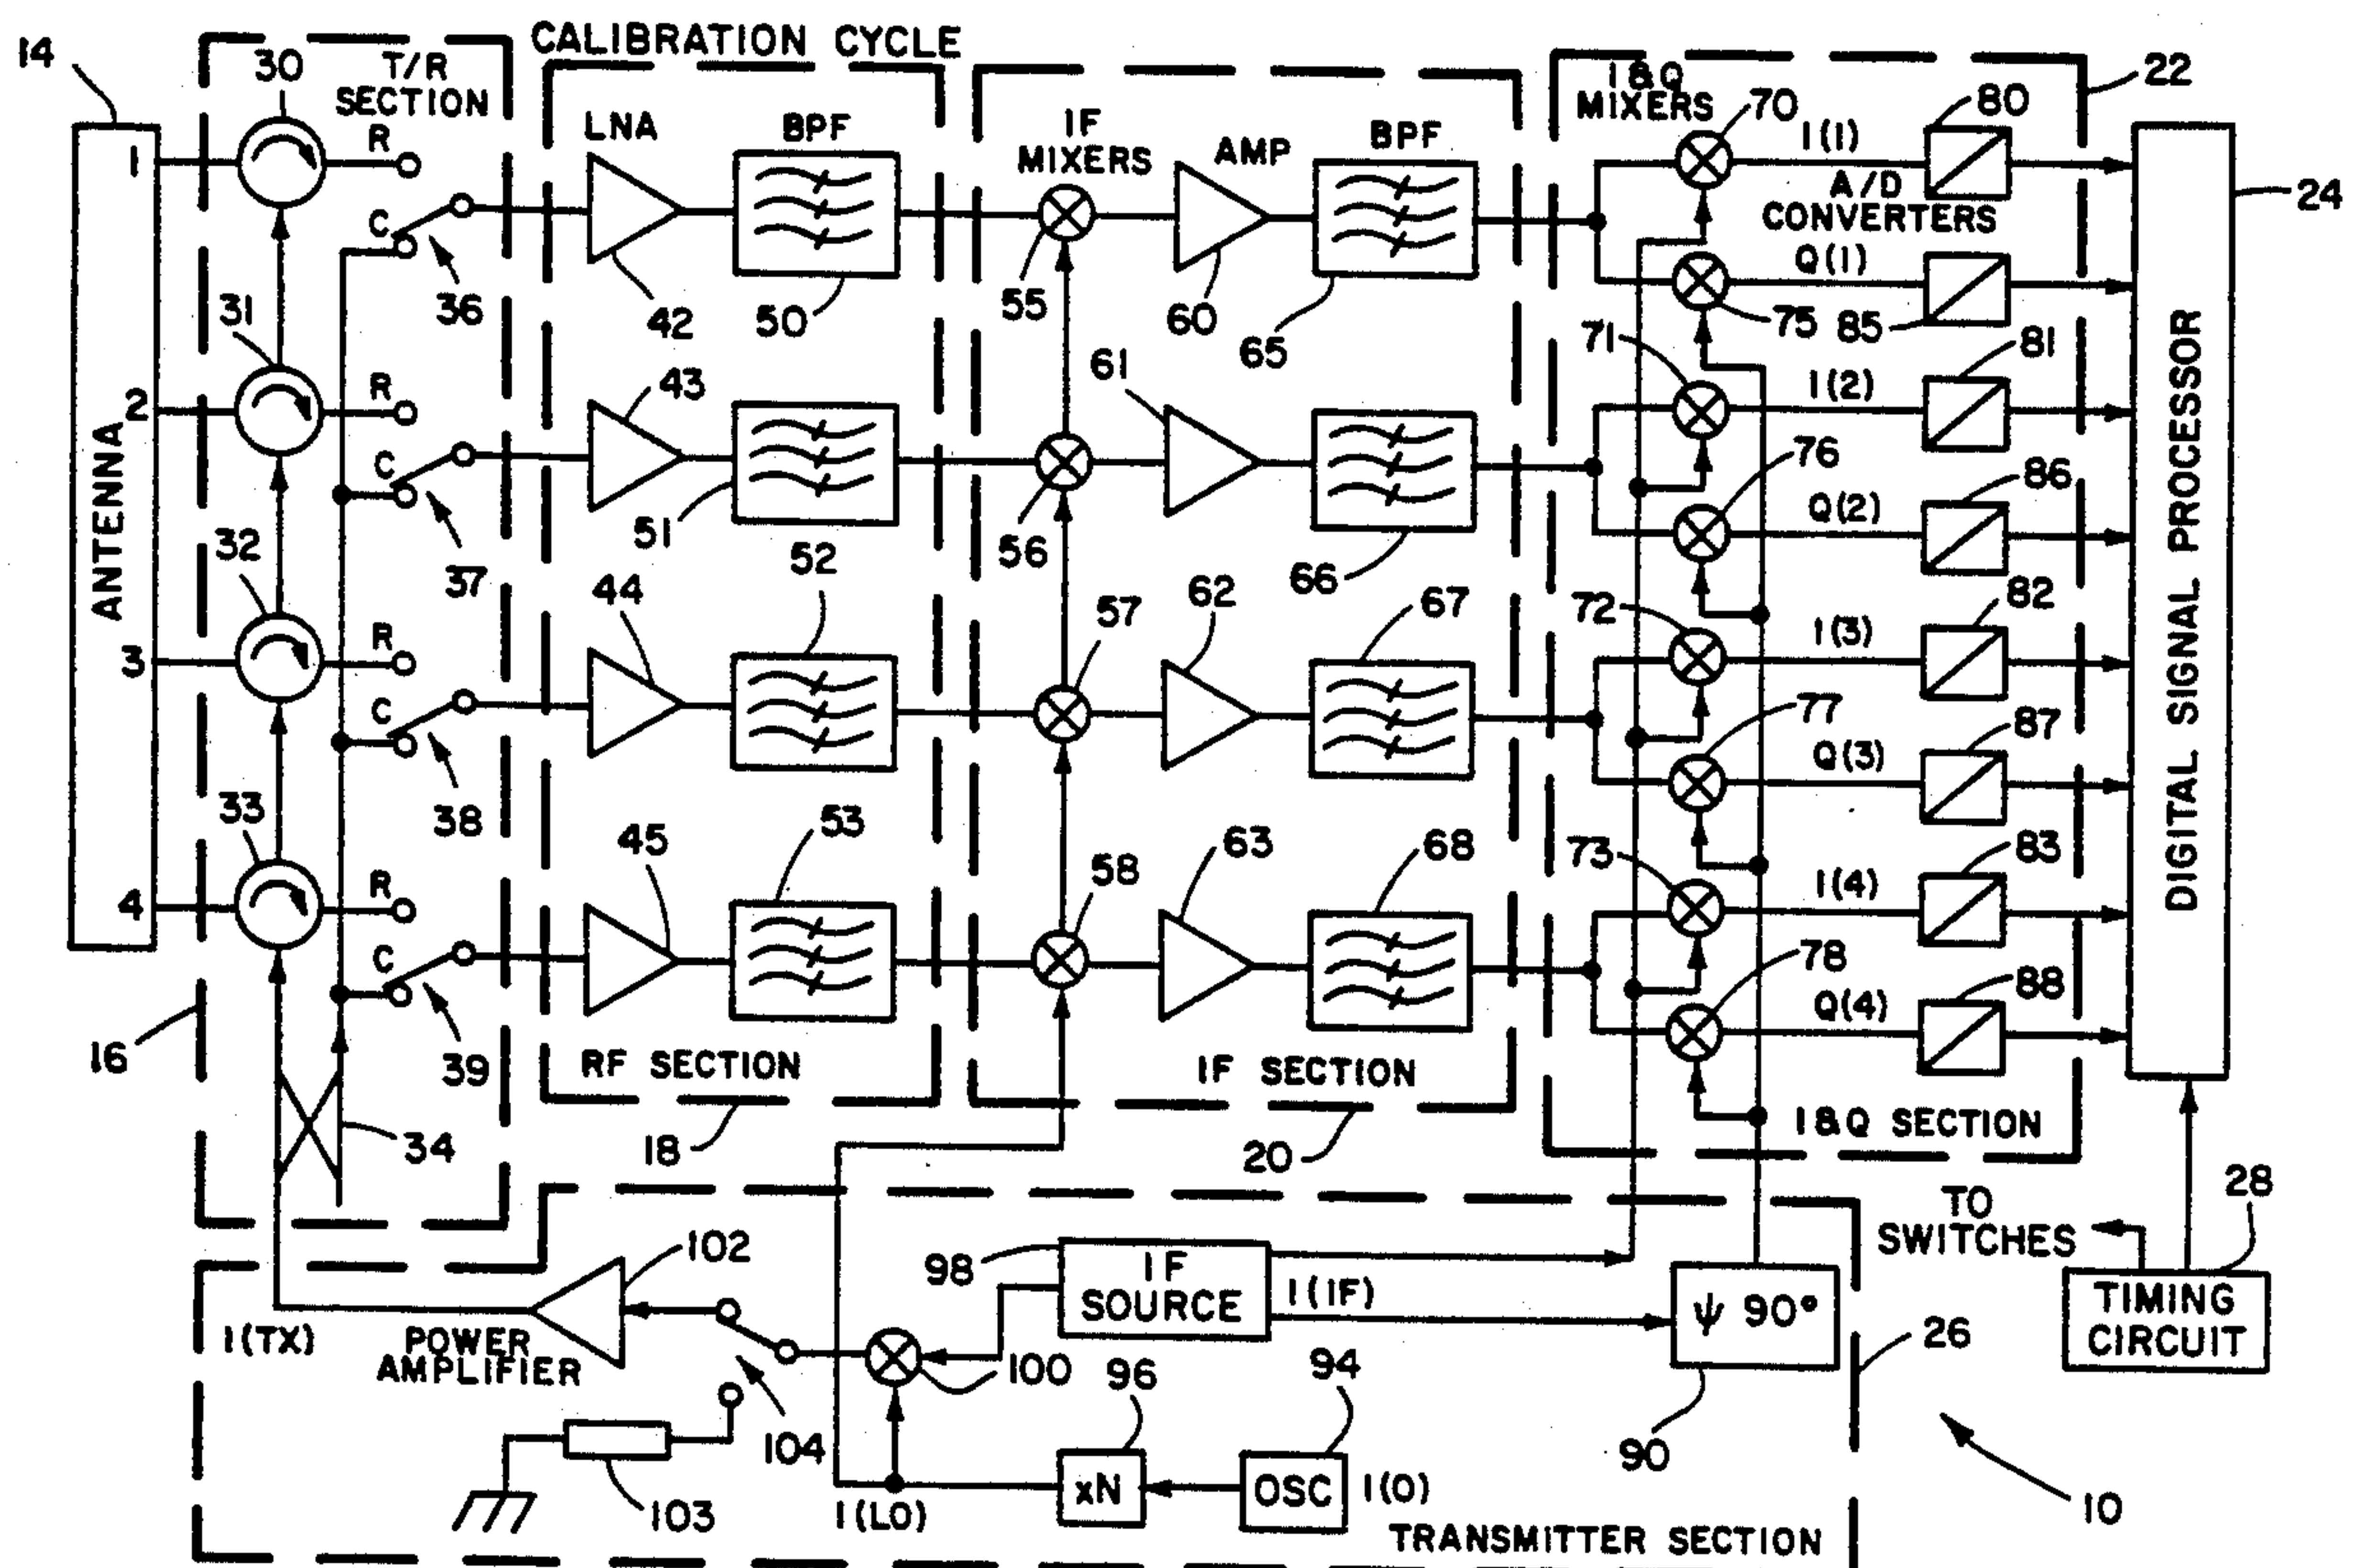 CALIBRATION CYCLE
14
30
T/R
SECTION
R
C
36
1
ANTENNA
2
3
4
31
R
C
37
32
R
C
38
33
R
C
39
16
34
LNA
BPF
42
50
43
51
44
52
45
53
RF SECTION
18
IF
MIXERS
AMP
BPF
55
60
65
56
61
66
57
62
67
58
63
68
IF SECTION
20
I&Q
MIXERS
70
I(1)
80
A/D
CONVERTERS
Q(1)
75
85
71
I(2)
81
76
Q(2)
86
72
I(3)
82
77
Q(3)
87
73
I(4)
83
78
Q(4)
88
I&Q SECTION
22
24
DIGITAL SIGNAL PROCESSOR
TO
SWITCHES
28
TIMING
CIRCUIT
102
I(TX)
POWER
AMPLIFIER
98
IF
SOURCE
I(IF)
ψ 90°
90
26
104
100
103
I(LO)
96
xN
94
OSC
I(O)
TRANSMITTER SECTION
10